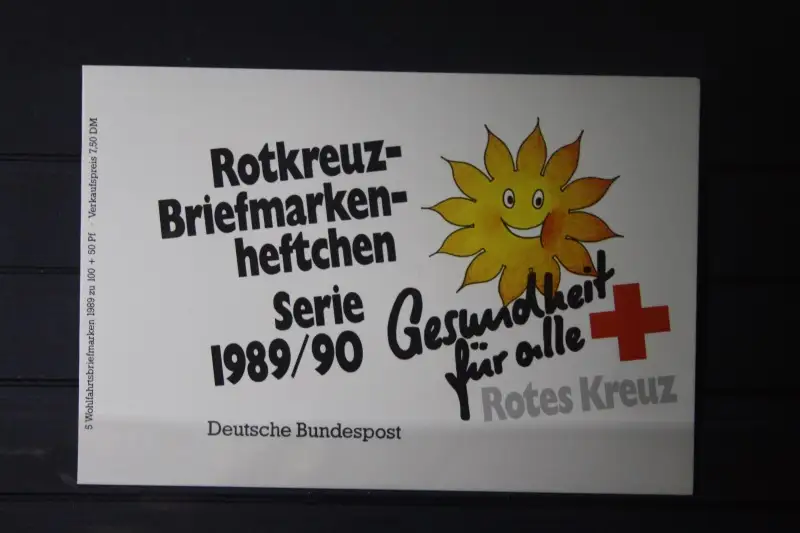 Rotkreuz-
Briefmarken-
heftchen
Serie
1989/90
Gesundheit
für alle
Rotes Kreuz
Deutsche Bundespost
5 Wohlfahrtsbriefmarken 1989 zu 100 + 50 Pf · Verkaufspreis 7,50 DM